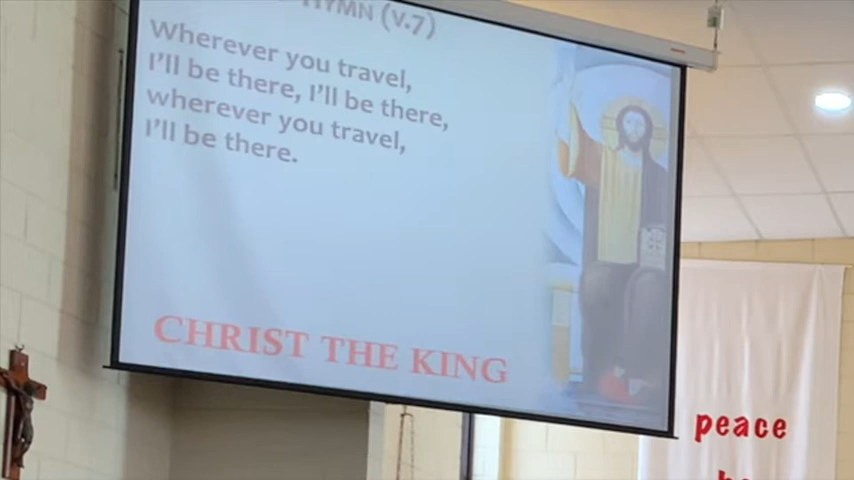 HYMN (v.7)
Wherever you travel,
I'll be there, I'll be there,
wherever you travel,
I'll be there.
CHRIST THE KING
peace